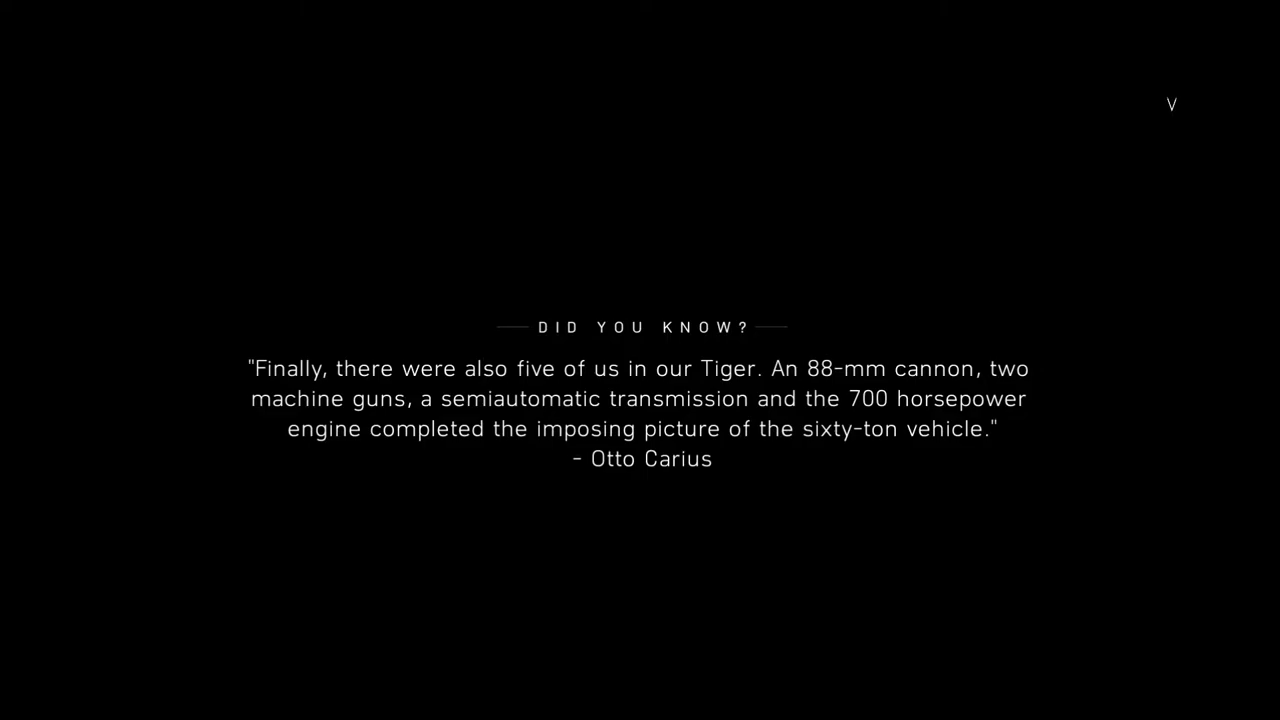 V
DID YOU KNOW?
"Finally, there were also five of us in our Tiger. An 88-mm cannon, two
machine guns, a semiautomatic transmission and the 700 horsepower
engine completed the imposing picture of the sixty-ton vehicle."
- Otto Carius